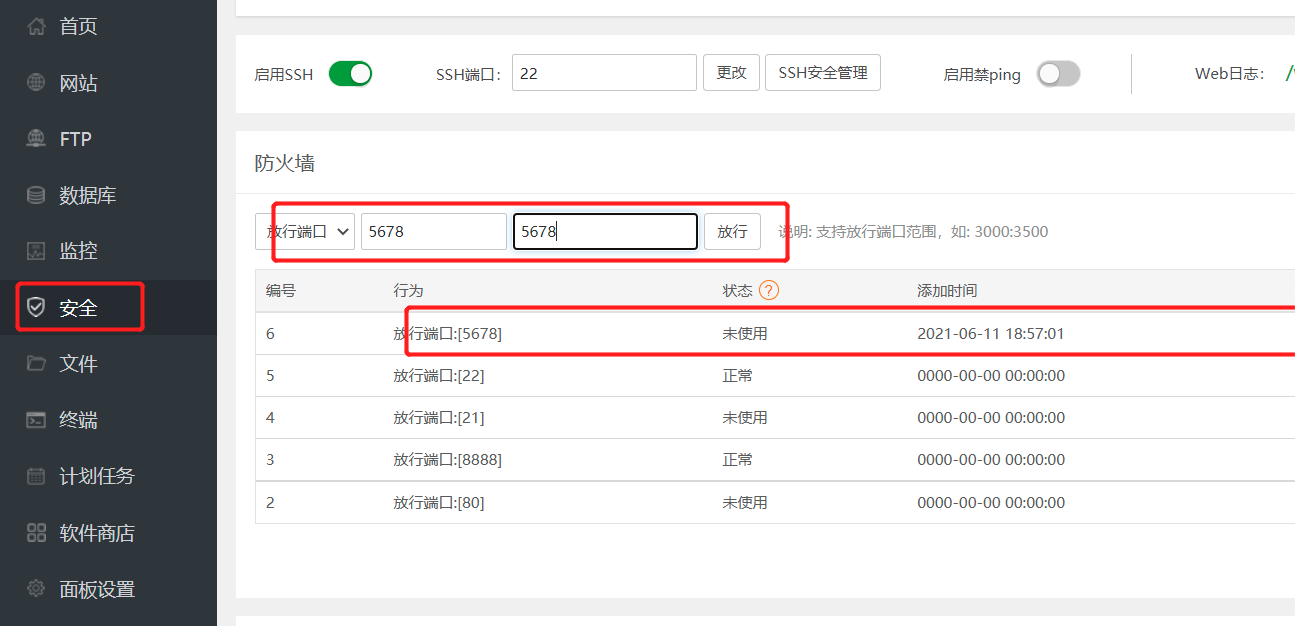 首页
网站
FTP
数据库
监控
安全
文件
终端
计划任务
软件商店
面板设置
启用SSH SSH端口: 22 更改 SSH安全管理 启用禁ping Web日志:
防火墙
放行端口 5678 5678 放行 说明: 支持放行端口范围，如: 3000:3500
编号 行为 状态 ? 添加时间
6 放行端口:[5678] 未使用 2021-06-11 18:57:01
5 放行端口:[22] 正常 0000-00-00 00:00:00
4 放行端口:[21] 未使用 0000-00-00 00:00:00
3 放行端口:[8888] 正常 0000-00-00 00:00:00
2 放行端口:[80] 未使用 0000-00-00 00:00:00